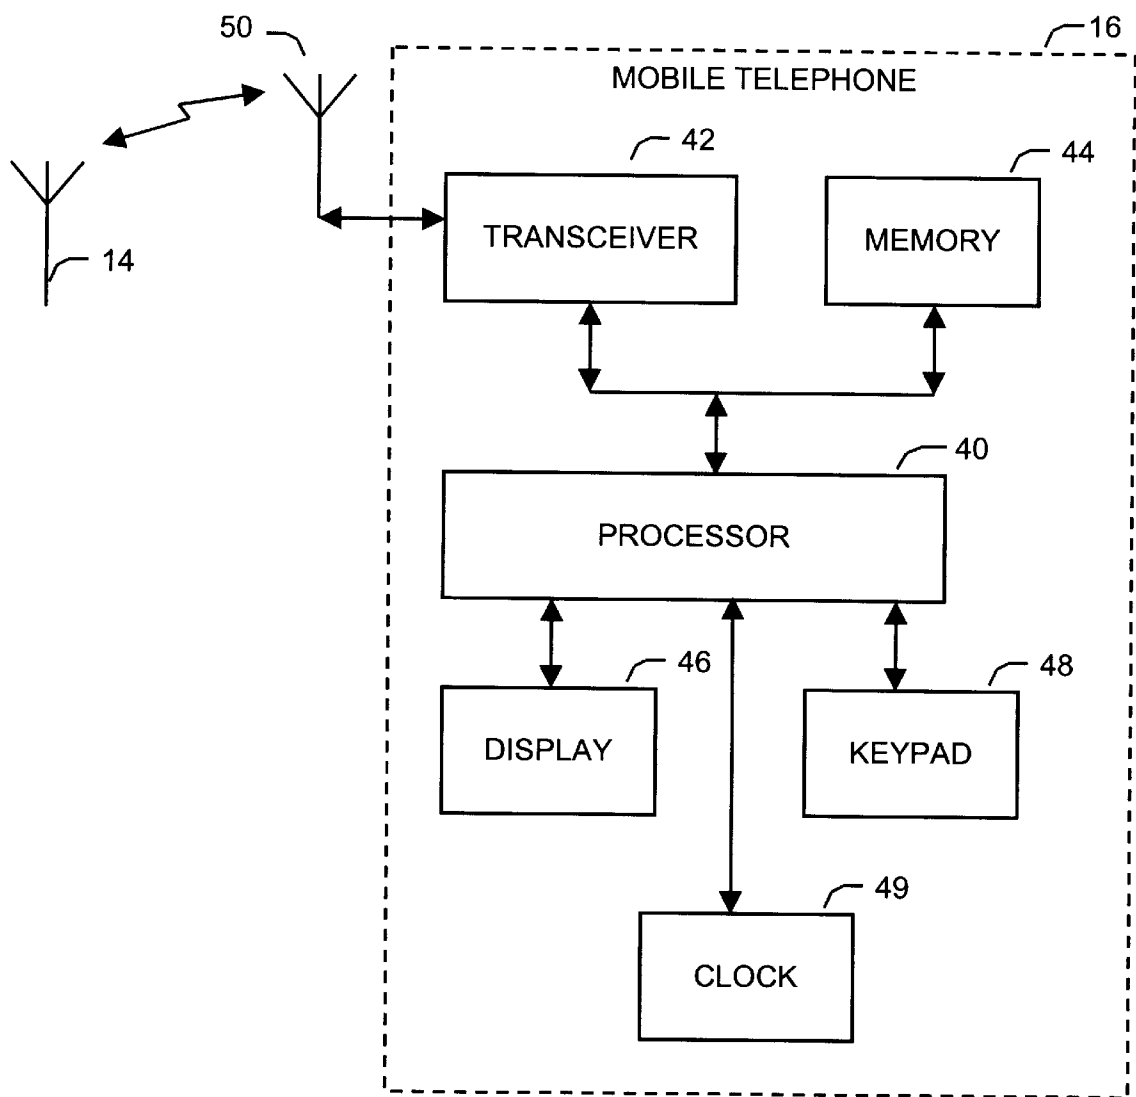 50
16
MOBILE TELEPHONE
42
44
TRANSCEIVER
MEMORY
14
40
PROCESSOR
46
48
DISPLAY
KEYPAD
49
CLOCK